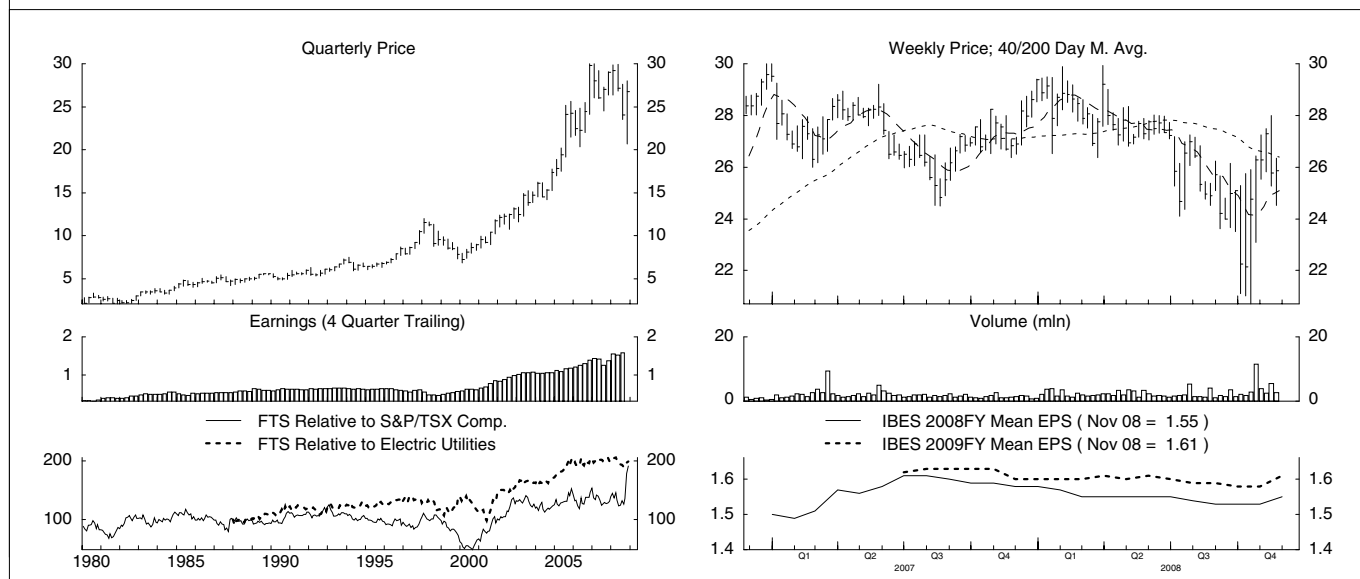 Quarterly Price
30 30
25 25
20 20
15 15
10 10
5 5
Earnings (4 Quarter Trailing)
2 2
1 1
FTS Relative to S&P/TSX Comp.
FTS Relative to Electric Utilities
200 200
100 100
1980 1985 1990 1995 2000 2005
Weekly Price; 40/200 Day M. Avg.
30 30
28 28
26 26
24 24
22 22
Volume (mln)
20 20
0 0
IBES 2008FY Mean EPS ( Nov 08 = 1.55 )
IBES 2009FY Mean EPS ( Nov 08 = 1.61 )
1.6 1.6
1.5 1.5
1.4 1.4
Q1 Q2 Q3 Q4 Q1 Q2 Q3 Q4
2007 2008